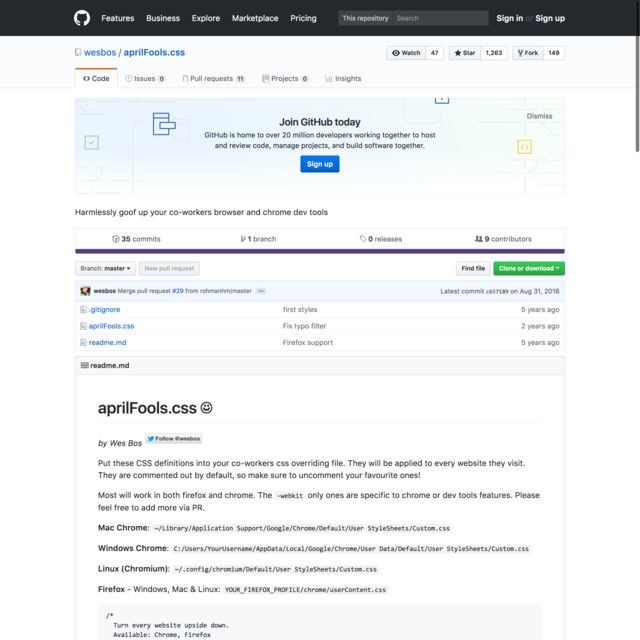 Features Business Explore Marketplace Pricing This repository Search Sign in or Sign up
wesbos / aprilFools.css Watch 47 Star 1,263 Fork 149
Code Issues 0 Pull requests 11 Projects 0 Insights
Dismiss
Join GitHub today
GitHub is home to over 20 million developers working together to host
and review code, manage projects, and build software together.
Sign up
Harmlessly goof up your co-workers browser and chrome dev tools
35 commits 1 branch 0 releases 9 contributors
Branch: master New pull request Find file Clone or download
wesbos Merge pull request #29 from rohmanhm/master Latest commit c657189 on Aug 31, 2016
.gitignore first styles 5 years ago
aprilFools.css Fix typo filter 2 years ago
readme.md Firefox support 5 years ago
readme.md
aprilFools.css 😃
by Wes Bos Follow @wesbos
Put these CSS definitions into your co-workers css overriding file. They will be applied to every website they visit.
They are commented out by default, so make sure to uncomment your favourite ones!
Most will work in both firefox and chrome. The -webkit only ones are specific to chrome or dev tools features. Please
feel free to add more via PR.
Mac Chrome: ~/Library/Application Support/Google/Chrome/Default/User StyleSheets/Custom.css
Windows Chrome: C:/Users/YourUsername/AppData/Local/Google/Chrome/User Data/Default/User StyleSheets/Custom.css
Linux (Chromium): ~/.config/chromium/Default/User StyleSheets/Custom.css
Firefox - Windows, Mac & Linux: YOUR_FIREFOX_PROFILE/chrome/userContent.css
/*
Turn every website upside down.
Available: Chrome, Firefox